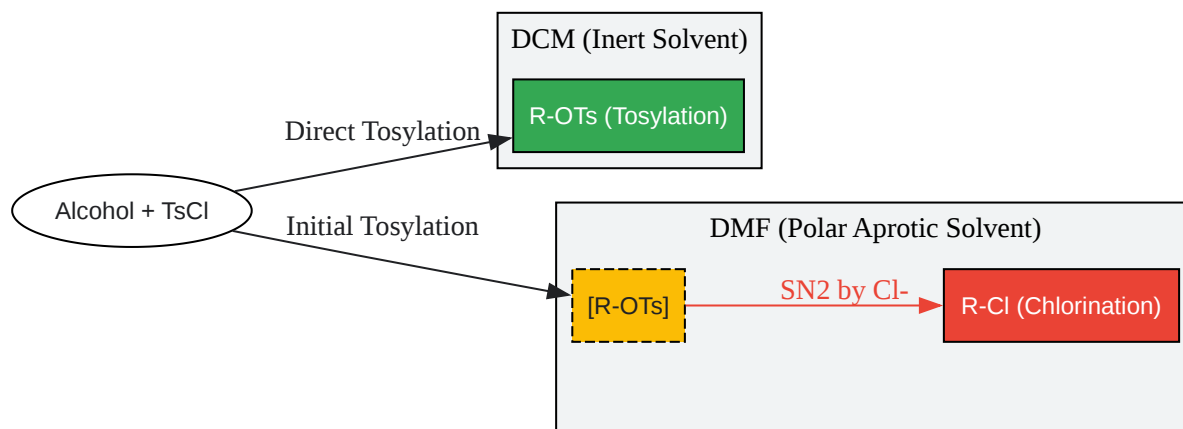 DCM (Inert Solvent)
R-OTs (Tosylation)
Direct Tosylation
Alcohol + TsCl
Initial Tosylation
DMF (Polar Aprotic Solvent)
[R-OTs]
SN2 by Cl-
R-Cl (Chlorination)